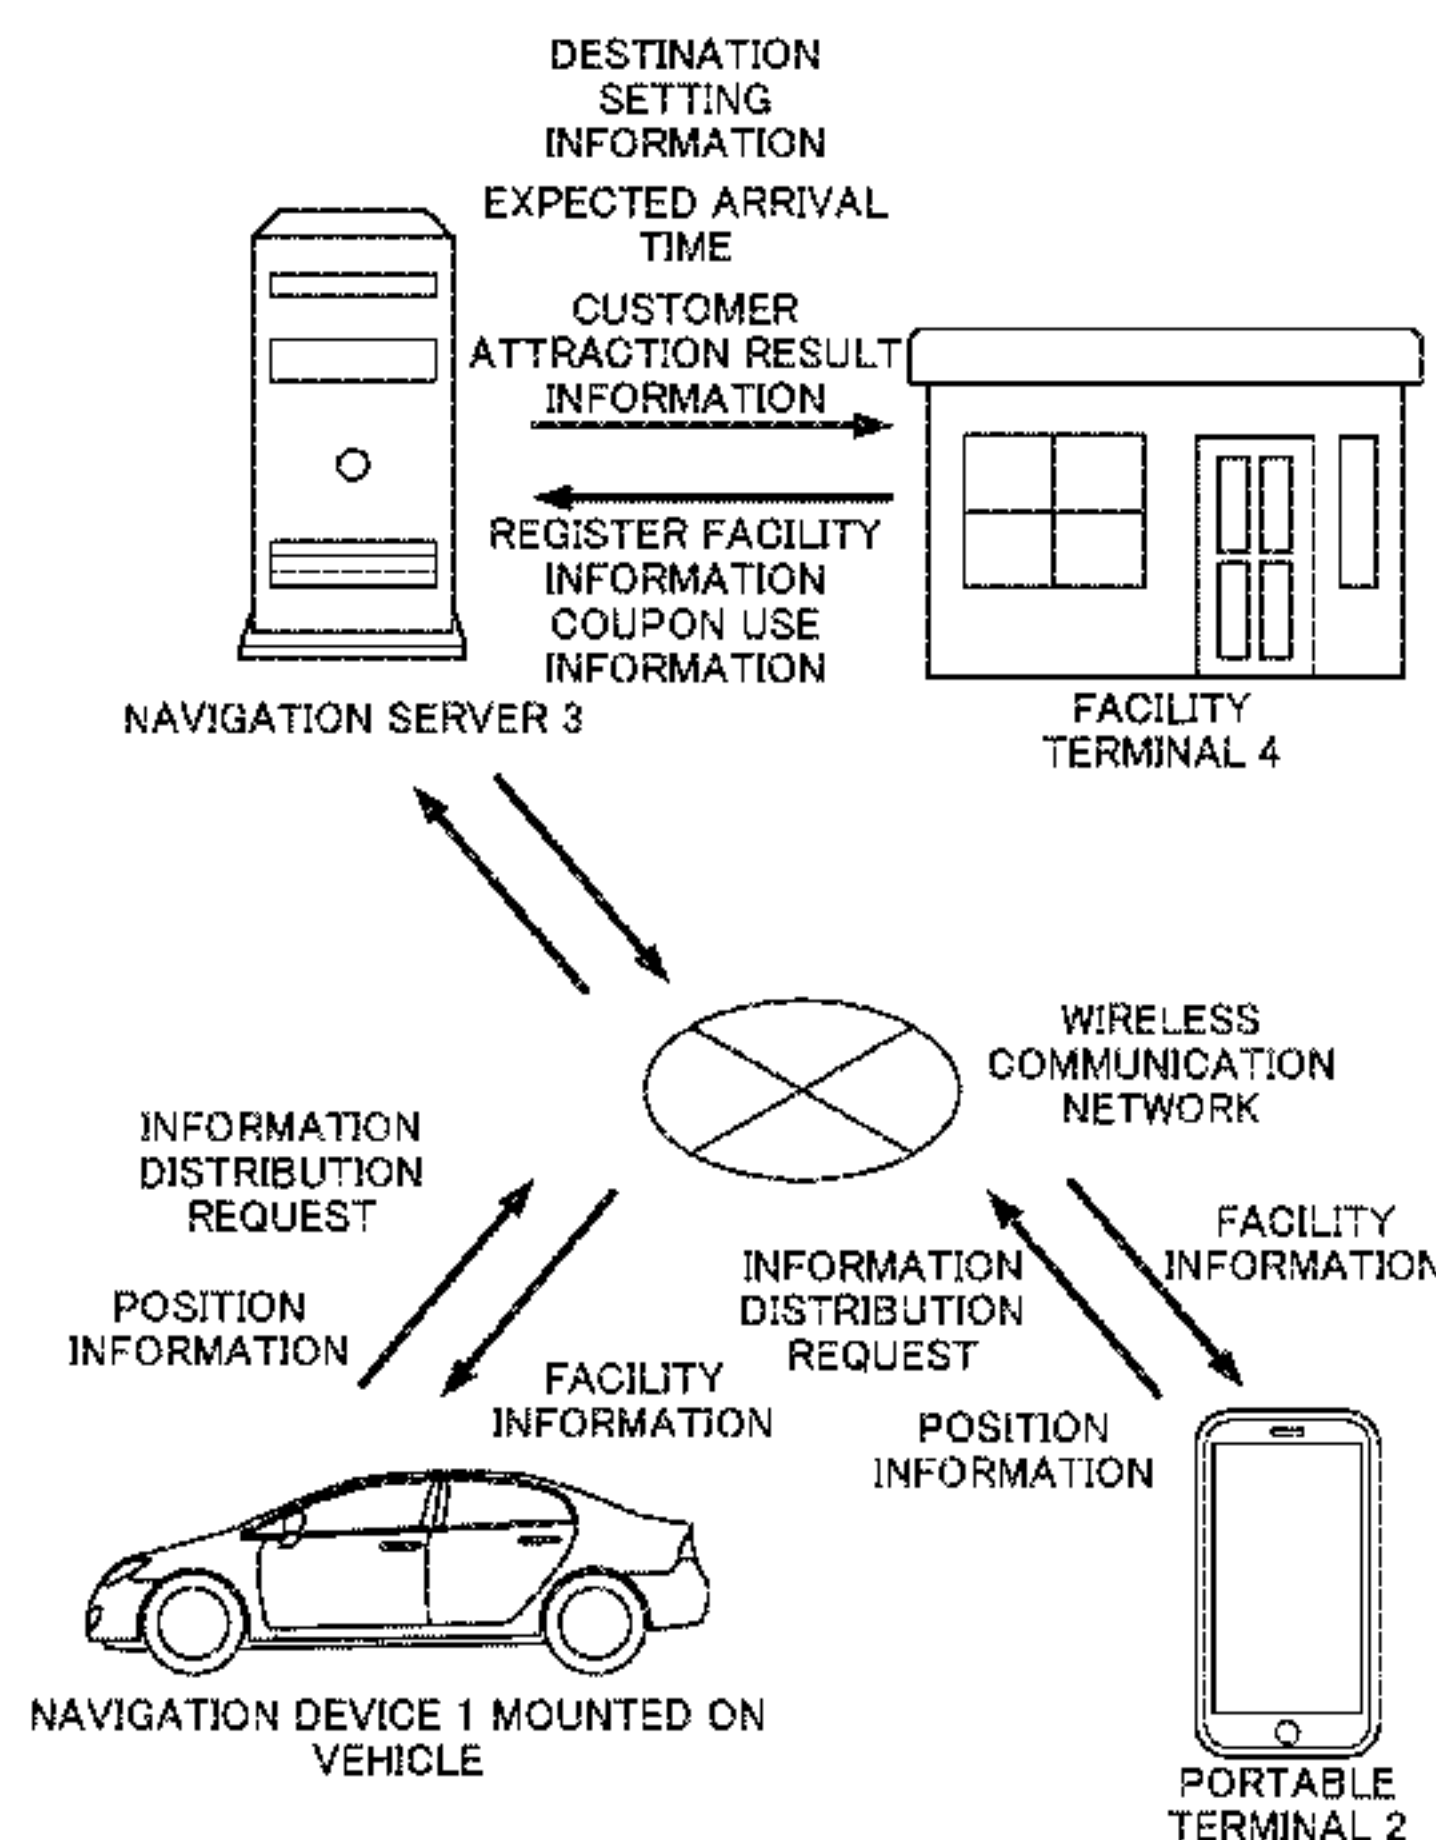 DESTINATION
SETTING
INFORMATION
EXPECTED ARRIVAL
TIME
CUSTOMER
ATTRACTION RESULT
INFORMATION
REGISTER FACILITY
INFORMATION
COUPON USE
INFORMATION
NAVIGATION SERVER 3
FACILITY
TERMINAL 4
WIRELESS
COMMUNICATION
NETWORK
INFORMATION
DISTRIBUTION
REQUEST
POSITION
INFORMATION
FACILITY
INFORMATION
INFORMATION
DISTRIBUTION
REQUEST
POSITION
INFORMATION
FACILITY
INFORMATION
NAVIGATION DEVICE 1 MOUNTED ON
VEHICLE
PORTABLE
TERMINAL 2